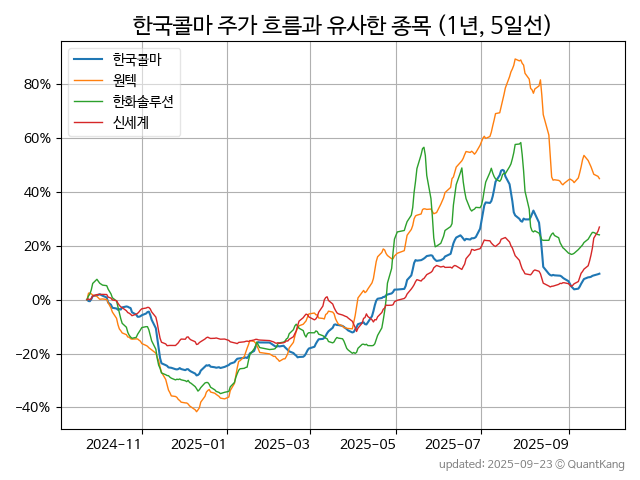 한국콜마 주가 흐름과 유사한 종목 (1년, 5일선)
한국콜마
원텍
한화솔루션
신세계
80%
60%
40%
20%
0%
−20%
−40%
2024-11
2025-01
2025-03
2025-05
2025-07
2025-09
updated: 2025-09-23 © QuantKang